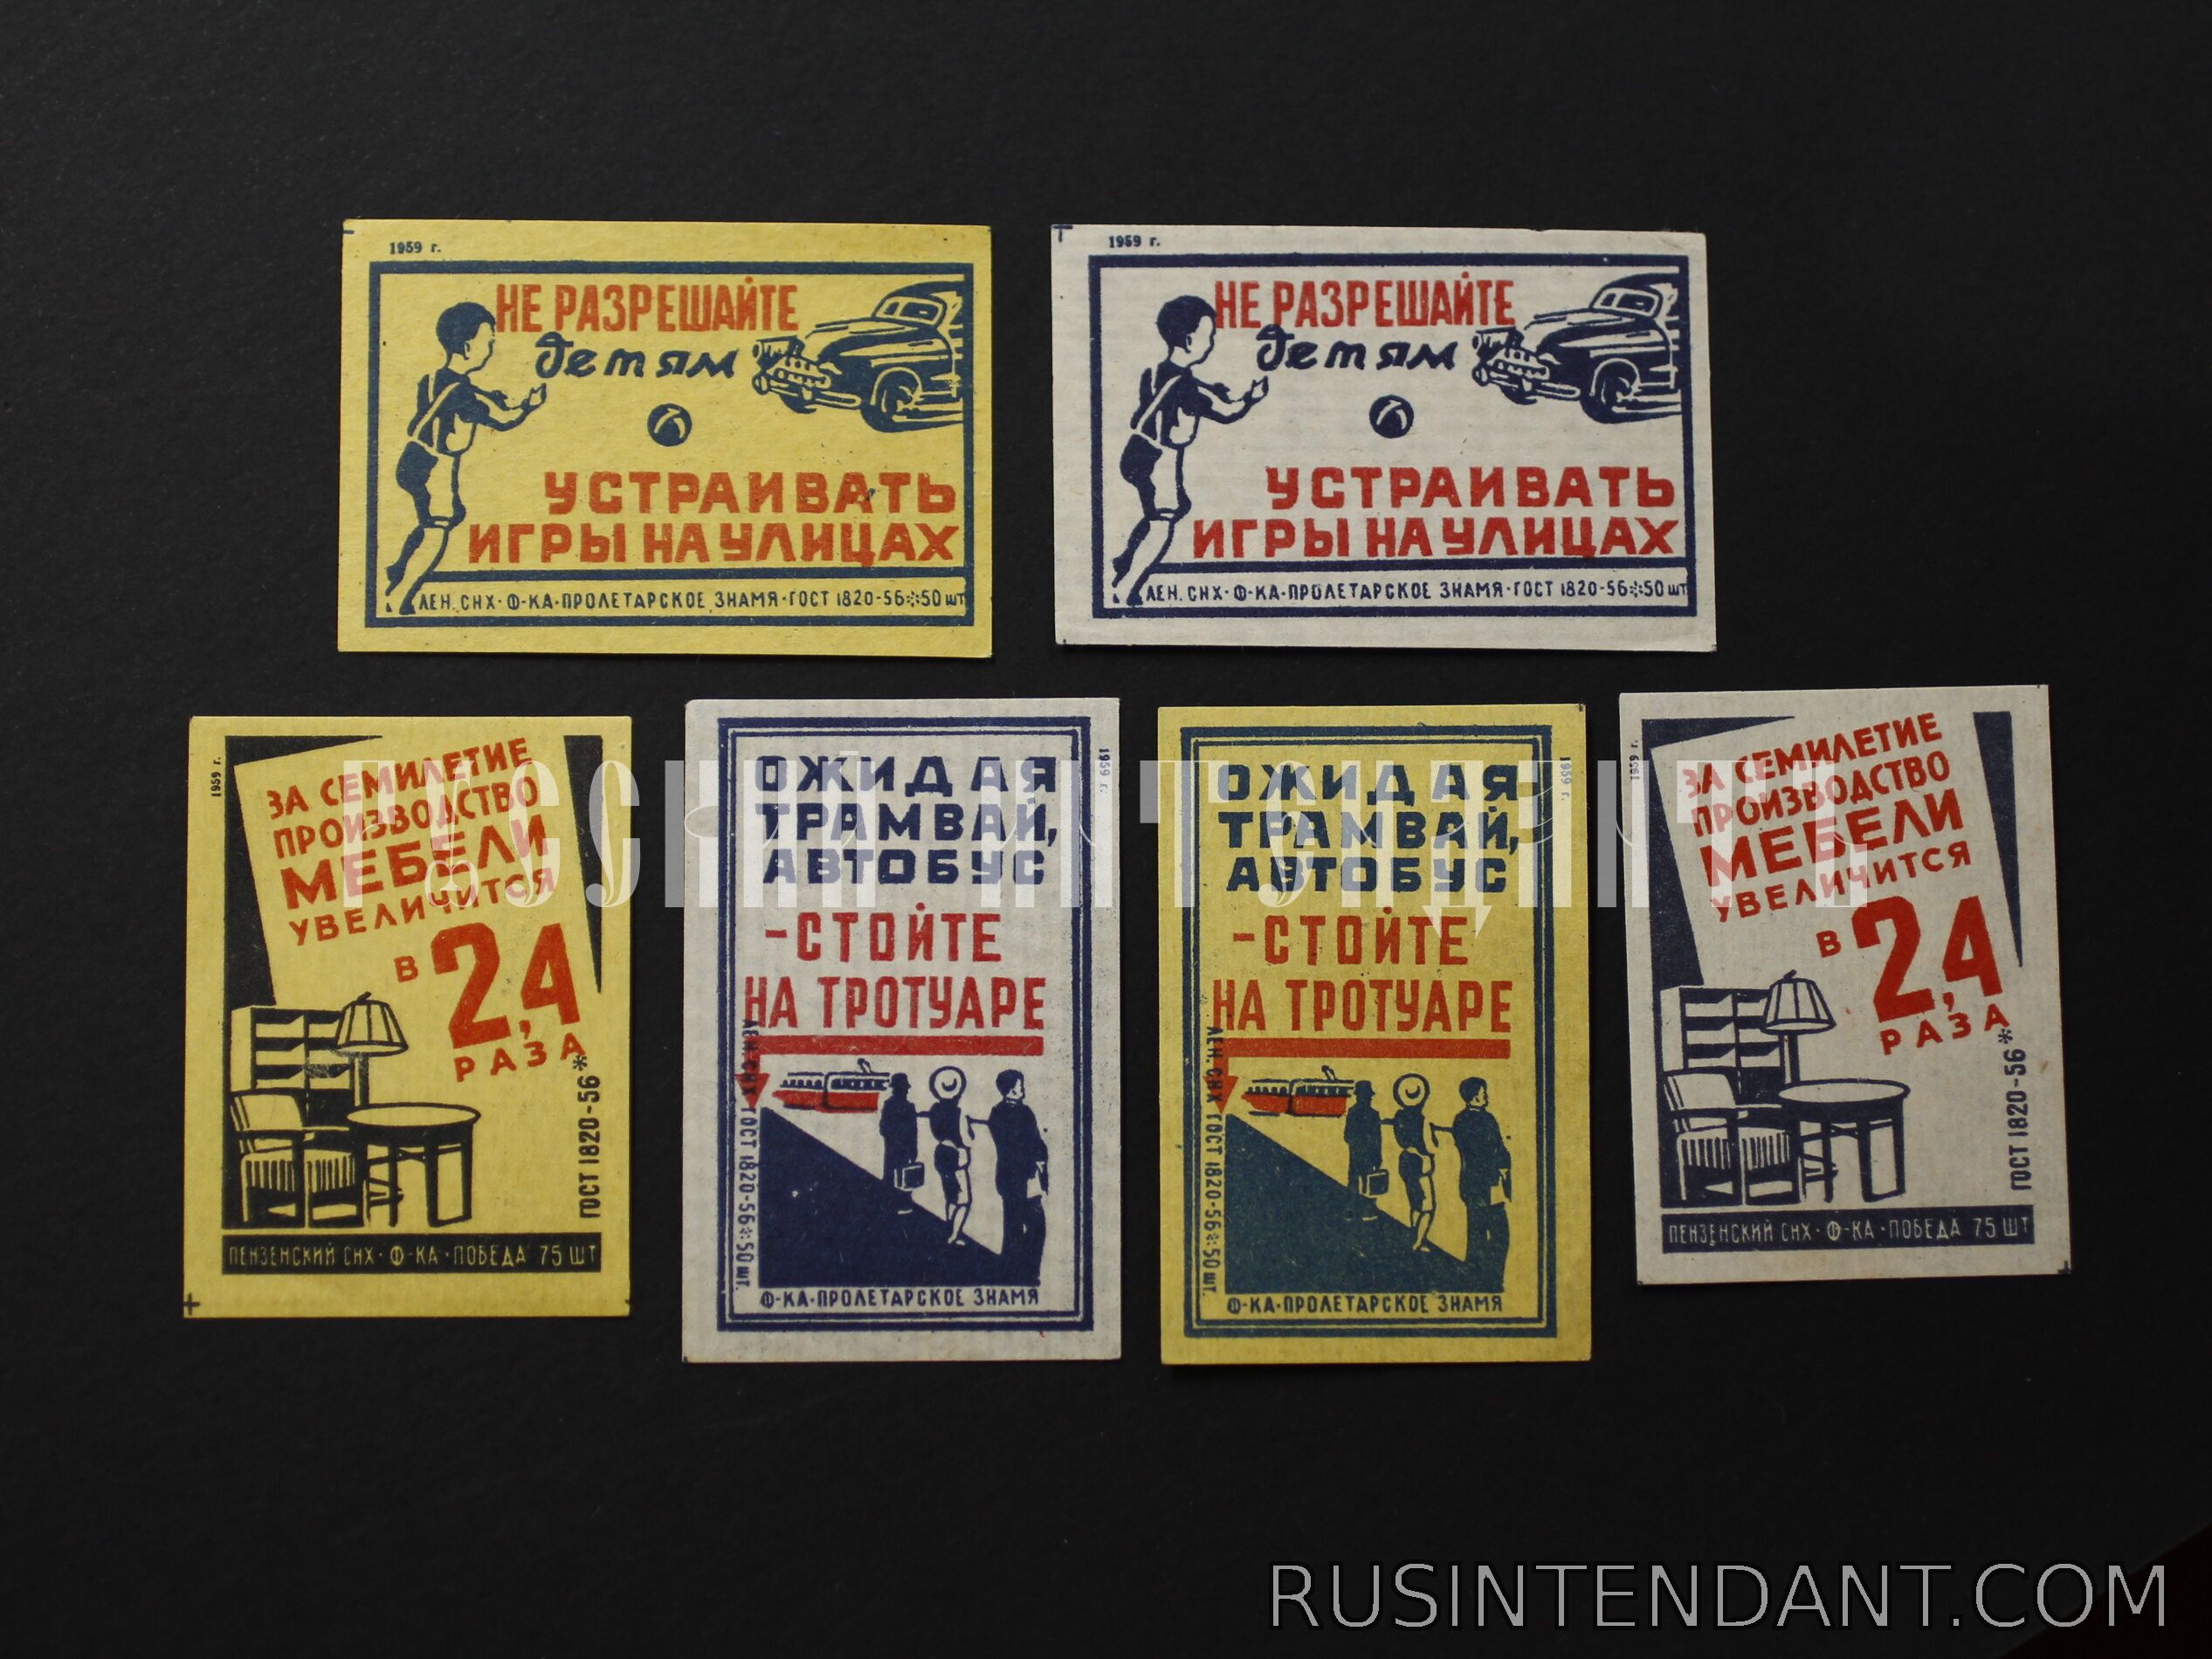 1959 г.
НЕ РАЗРЕШАЙТЕ
детям
УСТРАИВАТЬ
ИГРЫ НА УЛИЦАХ
ЛЕН. СНХ·Ф-КА·ПРОЛЕТАРСКОЕ ЗНАМЯ·ГОСТ 1820-56 50 шт
1959 г.
НЕ РАЗРЕШАЙТЕ
детям
УСТРАИВАТЬ
ИГРЫ НА УЛИЦАХ
ЛЕН. СНХ·Ф-КА·ПРОЛЕТАРСКОЕ ЗНАМЯ·ГОСТ 1820-56 50 шт
1959 г.
ЗА СЕМИЛЕТИЕ
ПРОИЗВОДСТВО
МЕБЕЛИ
УВЕЛИЧИТСЯ
В 2,4
РАЗА
ГОСТ 1820-56*
ПЕНЗЕНСКИЙ СНХ·Ф-КА·ПОБЕДА 75 ШТ
1959 г.
ОЖИДАЯ
ТРАМВАЙ,
АВТОБУС
-СТОЙТЕ
НА ТРОТУАРЕ
ЛЕН. СНХ ГОСТ 1820-56 50 шт.
Ф-КА·ПРОЛЕТАРСКОЕ ЗНАМЯ
1959 г.
ОЖИДАЯ
ТРАМВАЙ,
АВТОБУС
-СТОЙТЕ
НА ТРОТУАРЕ
ЛЕН. СНХ ГОСТ 1820-56 50 шт.
Ф-КА·ПРОЛЕТАРСКОЕ ЗНАМЯ
1959 г.
ЗА СЕМИЛЕТИЕ
ПРОИЗВОДСТВО
МЕБЕЛИ
УВЕЛИЧИТСЯ
В 2,4
РАЗА
ГОСТ 1820-56*
ПЕНЗЕНСКИЙ СНХ·Ф-КА·ПОБЕДА 75 ШТ
RUSINTENDANT.COM